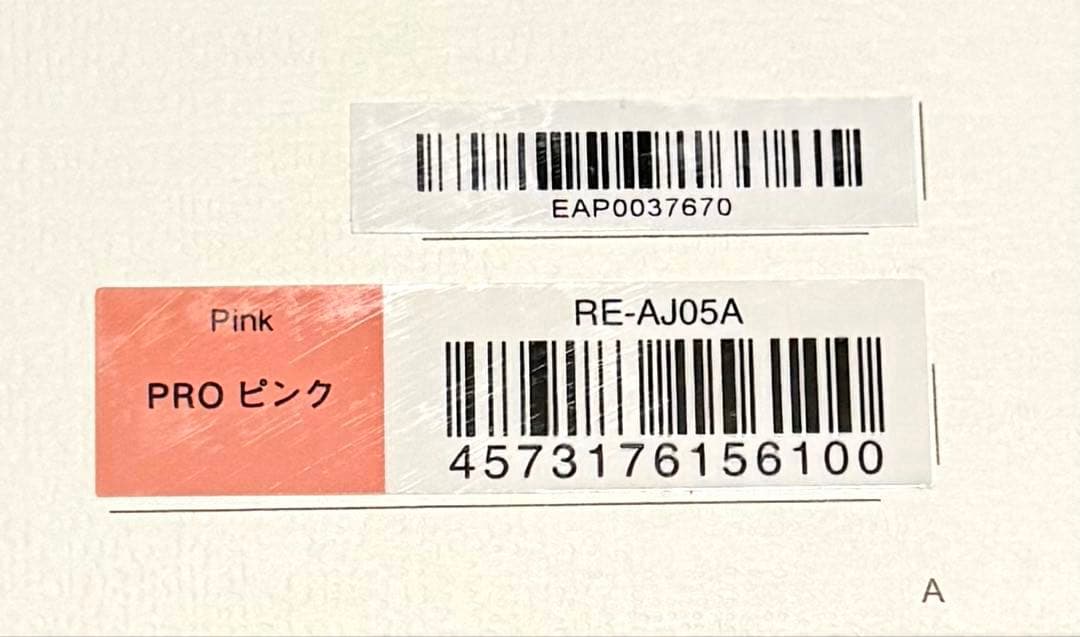 EAP0037670
Pink
PRO ピンク
RE-AJ05A
4573176156100
A